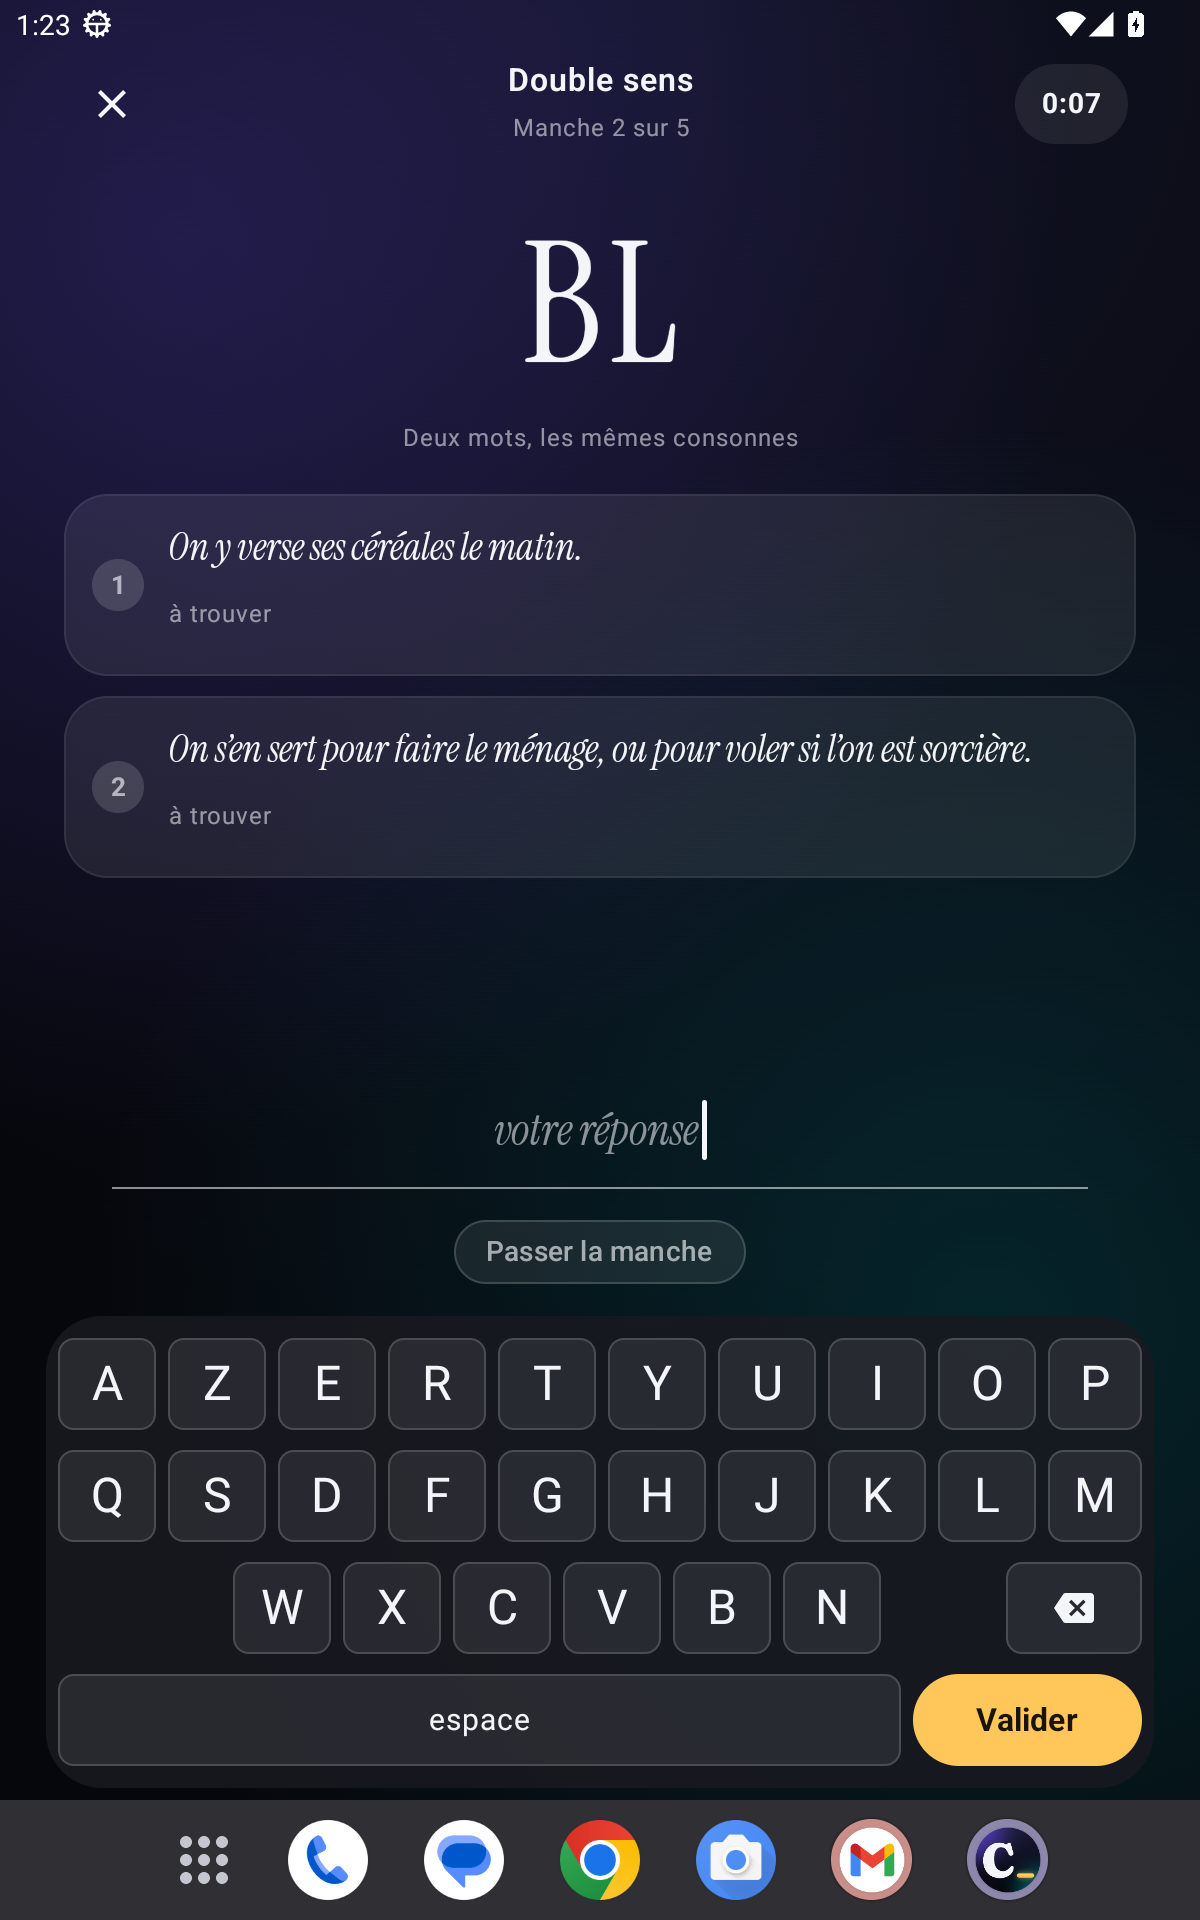 1:23
Double sens
Manche 2 sur 5
0:07
BL
Deux mots, les mêmes consonnes
1
On y verse ses céréales le matin.
à trouver
2
On s’en sert pour faire le ménage, ou pour voler si l’on est sorcière.
à trouver
votre réponse
Passer la manche
A Z E R T Y U I O P
Q S D F G H J K L M
W X C V B N
espace
Valider
C_